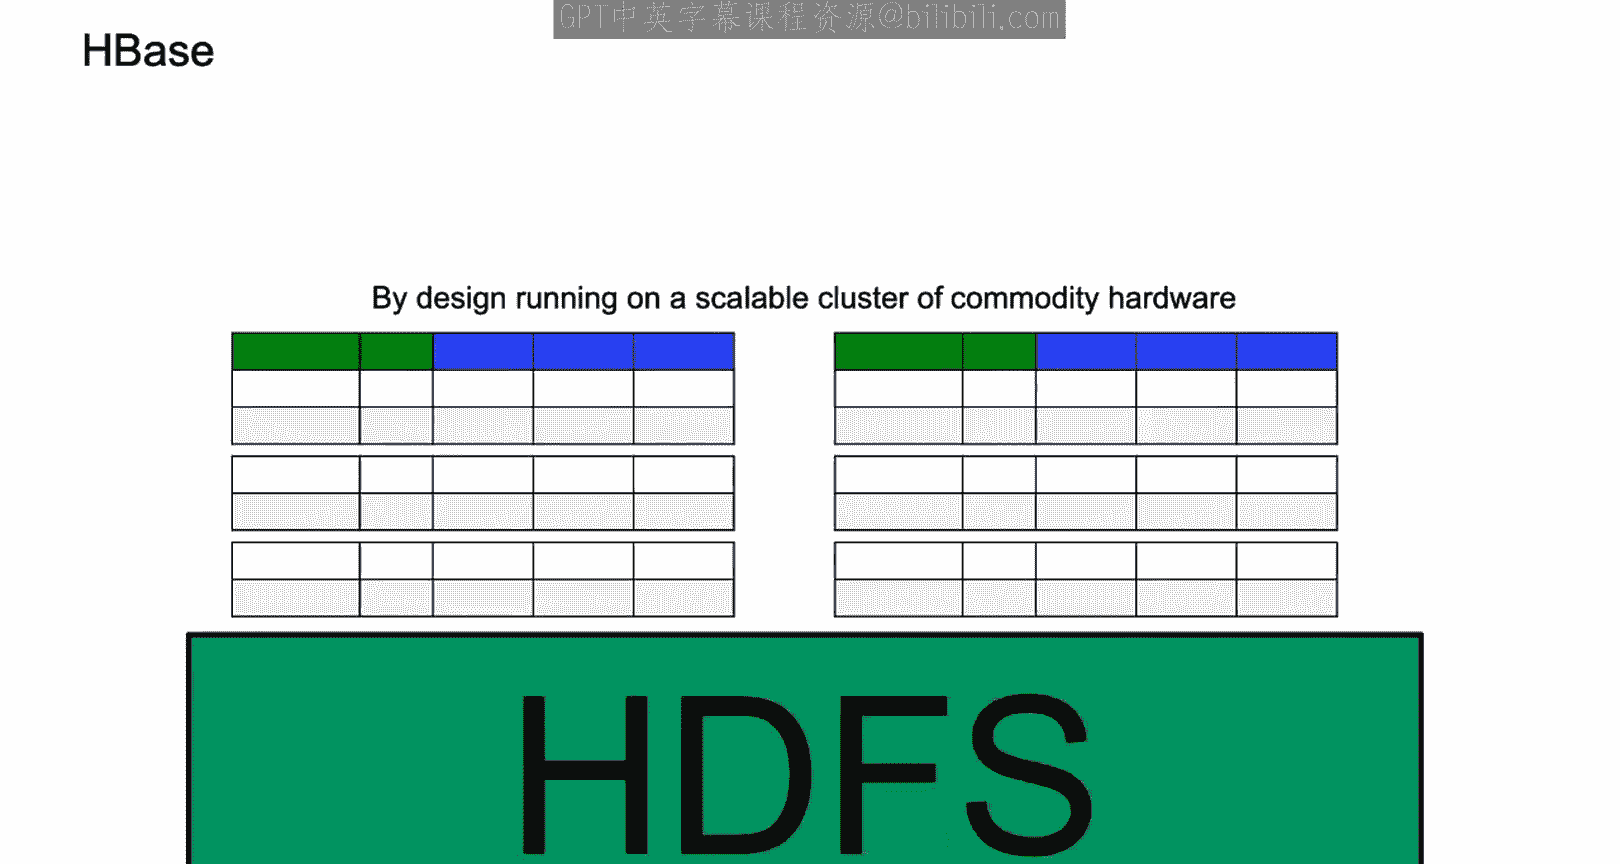 GPT中英字幕课程资源@bilibili.com
HBase
By design running on a scalable cluster of commodity hardware
HDFS